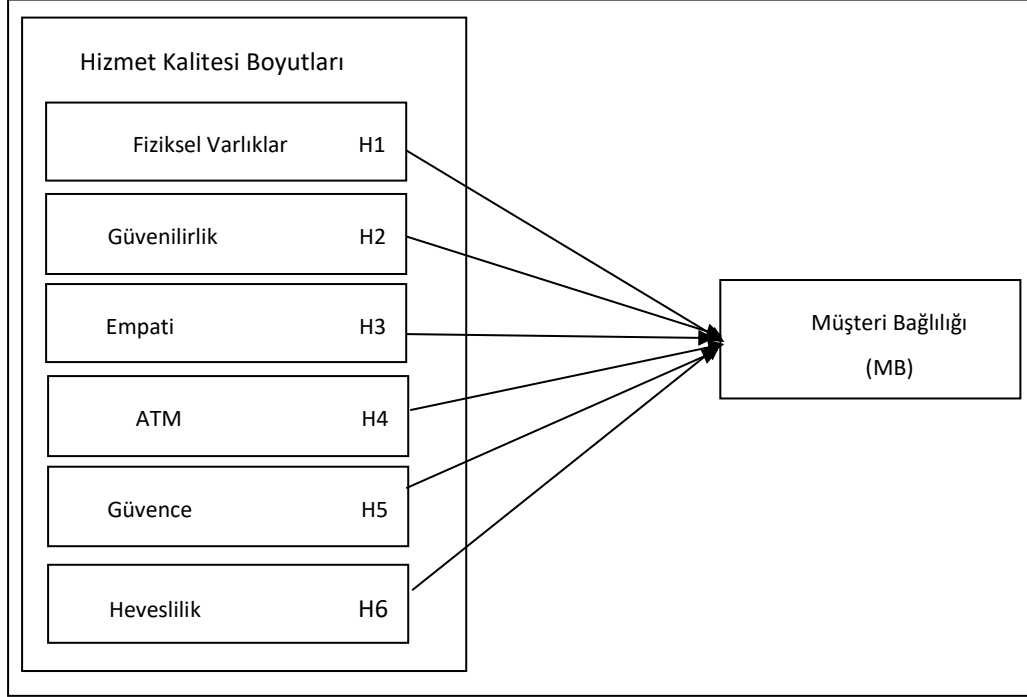 Hizmet Kalitesi Boyutları
Fiziksel Varlıklar H1
Güvenilirlik H2
Empati H3
ATM H4
Güvence H5
Heveslilik H6
Müşteri Bağlılığı
(MB)